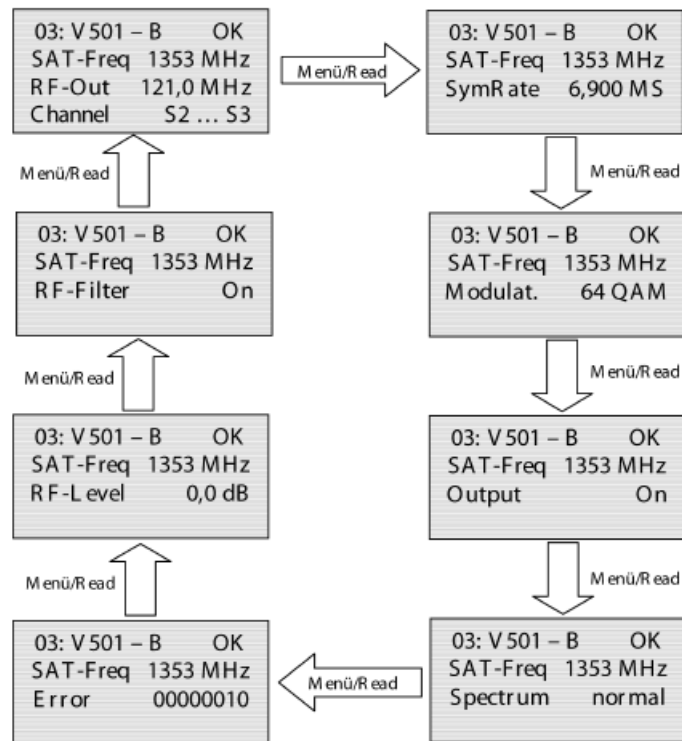 03: V 501 – B OK
SAT-Freq 1353 MHz
RF-Out 121,0 MHz
Channel S2 ... S3
Menü/Read
03: V 501 – B OK
SAT-Freq 1353 MHz
SymRate 6,900 MS
Menü/Read
03: V 501 – B OK
SAT-Freq 1353 MHz
Modulat. 64 QAM
Menü/Read
03: V 501 – B OK
SAT-Freq 1353 MHz
Output On
Menü/Read
03: V 501 – B OK
SAT-Freq 1353 MHz
Spectrum normal
Menü/Read
03: V 501 – B OK
SAT-Freq 1353 MHz
Error 00000010
Menü/Read
03: V 501 – B OK
SAT-Freq 1353 MHz
RF-Level 0,0 dB
Menü/Read
03: V 501 – B OK
SAT-Freq 1353 MHz
RF-Filter On
Menü/Read